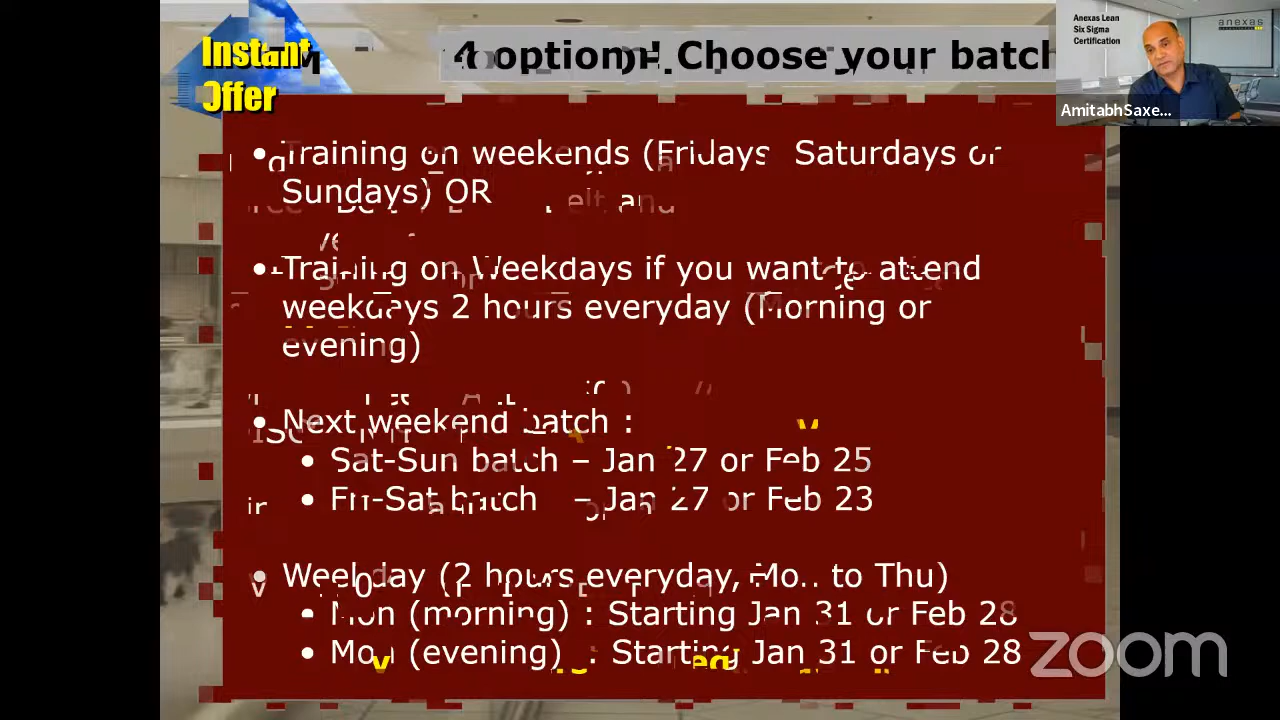 Instant
Offer
4 option ! Choose your batch
Anexas Lean
Six Sigma
Certification
anexas
AmitabhSaxe...
• Training on weekends (Fridays Saturdays or
Sundays) OR
• Training on Weekdays if you want to attend
weekdays 2 hours everyday (Morning or
evening)
• Next weekend batch :
• Sat-Sun batch – Jan 27 or Feb 25
• Fri-Sat batch – Jan 27 or Feb 23
• Weekday (2 hours everyday, Mon to Thu)
• Mon (morning) : Starting Jan 31 or Feb 28
• Mon (evening) : Starting Jan 31 or Feb 28
zoom